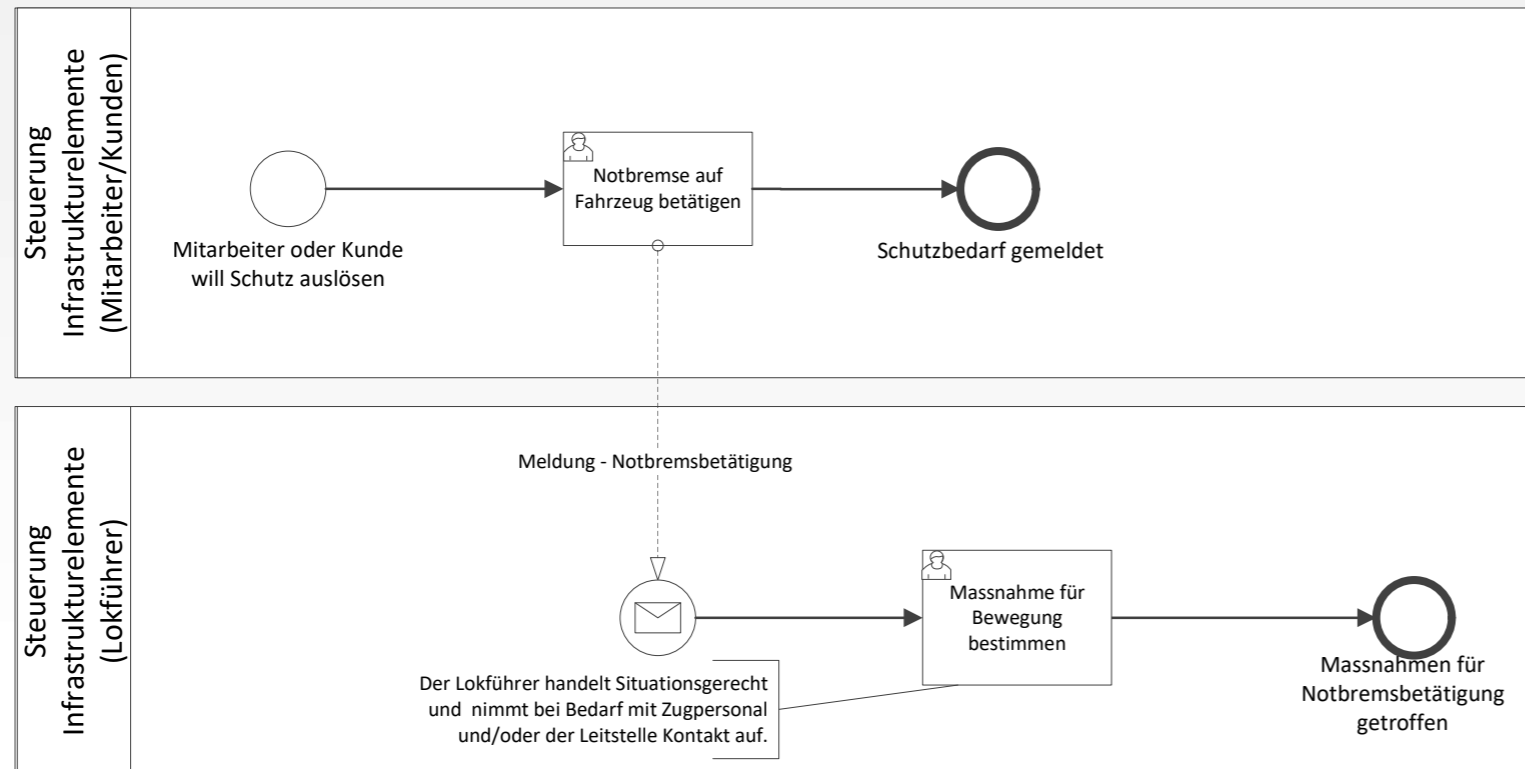 Steuerung
Infrastrukturelemente
(Mitarbeiter/Kunden)
Mitarbeiter oder Kunde
will Schutz auslösen
Notbremse auf
Fahrzeug betätigen
Schutzbedarf gemeldet
Steuerung
Infrastrukturelemente
(Lokführer)
Meldung - Notbremsbetätigung
Der Lokführer handelt Situationsgerecht
und nimmt bei Bedarf mit Zugpersonal
und/oder der Leitstelle Kontakt auf.
Massnahme für
Bewegung
bestimmen
Massnahmen für
Notbremsbetätigung
getroffen